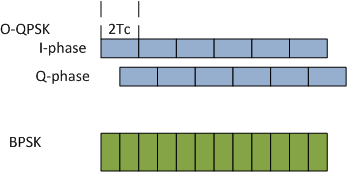 O-QPSK
2Tc
I-phase
Q-phase
BPSK